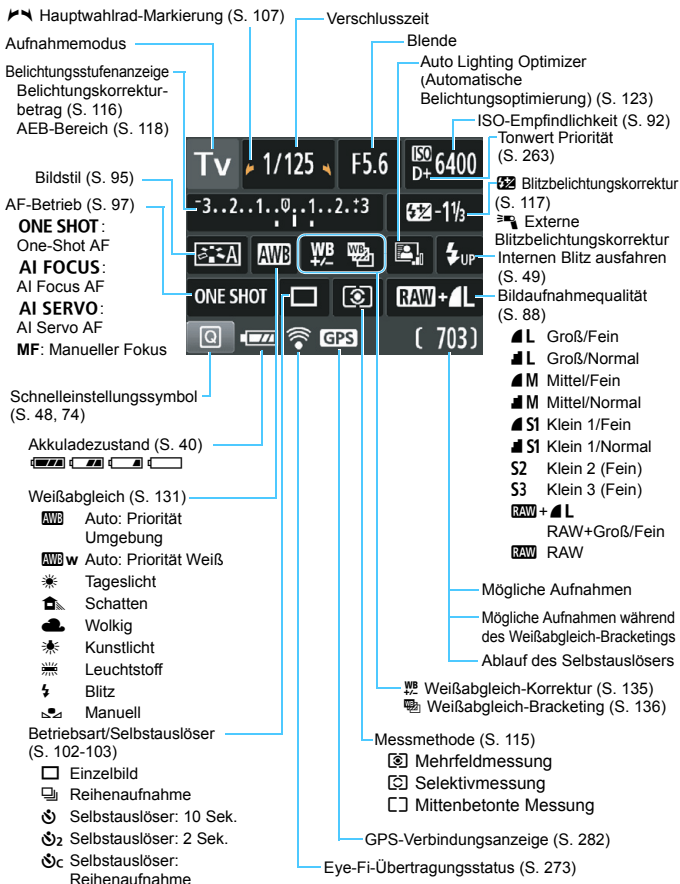 Hauptwahlrad-Markierung (S. 107)
Verschlusszeit
Aufnahmemodus
Blende
Belichtungsstufenanzeige
Belichtungskorrektur-
betrag (S. 116)
AEB-Bereich (S. 118)
Auto Lighting Optimizer
(Automatische
Belichtungsoptimierung) (S. 123)
ISO-Empfindlichkeit (S. 92)
Tonwert Priorität
(S. 263)
Bildstil (S. 95)
AF-Betrieb (S. 97)
ONE SHOT:
One-Shot AF
AI FOCUS:
AI Focus AF
AI SERVO:
AI Servo AF
MF: Manueller Fokus
Tv 1/125 F5.6 ISO D+ 6400
-3..2..1..0..1..2.+3 -1⅓
A AWB WB +/- WB UP
ONE SHOT RAW+L
Q GPS ( 703)
Blitzbelichtungskorrektur
(S. 117)
Externe
Blitzbelichtungskorrektur
Internen Blitz ausfahren
(S. 49)
Bildaufnahmequalität
(S. 88)
L Groß/Fein
L Groß/Normal
M Mittel/Fein
M Mittel/Normal
S1 Klein 1/Fein
S1 Klein 1/Normal
S2 Klein 2 (Fein)
S3 Klein 3 (Fein)
RAW+L
RAW+Groß/Fein
RAW RAW
Schnelleinstellungssymbol
(S. 48, 74)
Akkuladezustand (S. 40)
Weißabgleich (S. 131)
AWB Auto: Priorität
Umgebung
AWB w Auto: Priorität Weiß
Tageslicht
Schatten
Wolkig
Kunstlicht
Leuchtstoff
Blitz
Manuell
Betriebsart/Selbstauslöser
(S. 102-103)
Einzelbild
Reihenaufnahme
Selbstauslöser: 10 Sek.
2 Selbstauslöser: 2 Sek.
C Selbstauslöser:
Reihenaufnahme
Mögliche Aufnahmen
Mögliche Aufnahmen während
des Weißabgleich-Bracketings
Ablauf des Selbstauslösers
WB +/- Weißabgleich-Korrektur (S. 135)
WB Weißabgleich-Bracketing (S. 136)
Messmethode (S. 115)
Mehrfeldmessung
Selektivmessung
Mittenbetonte Messung
GPS-Verbindungsanzeige (S. 282)
Eye-Fi-Übertragungsstatus (S. 273)